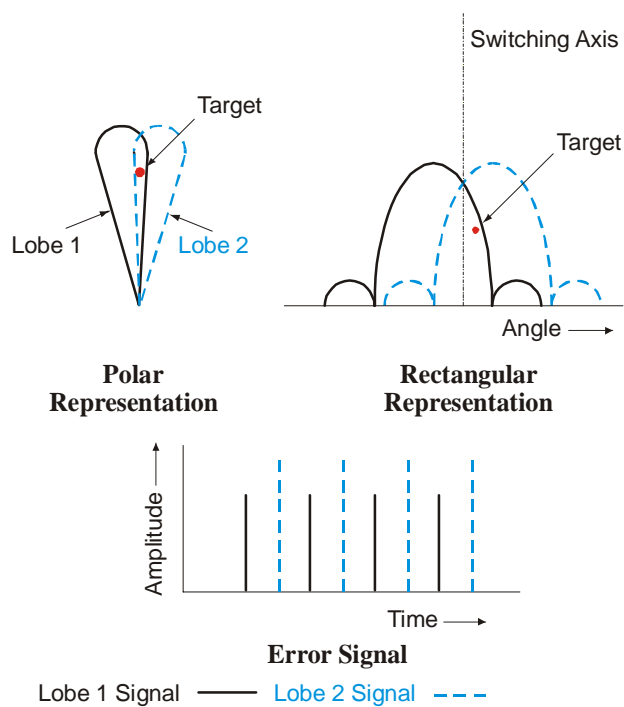 Switching Axis
Target
Target
Lobe 1
Lobe 2
Angle
Polar
Representation
Rectangular
Representation
Amplitude
Time
Error Signal
Lobe 1 Signal
Lobe 2 Signal